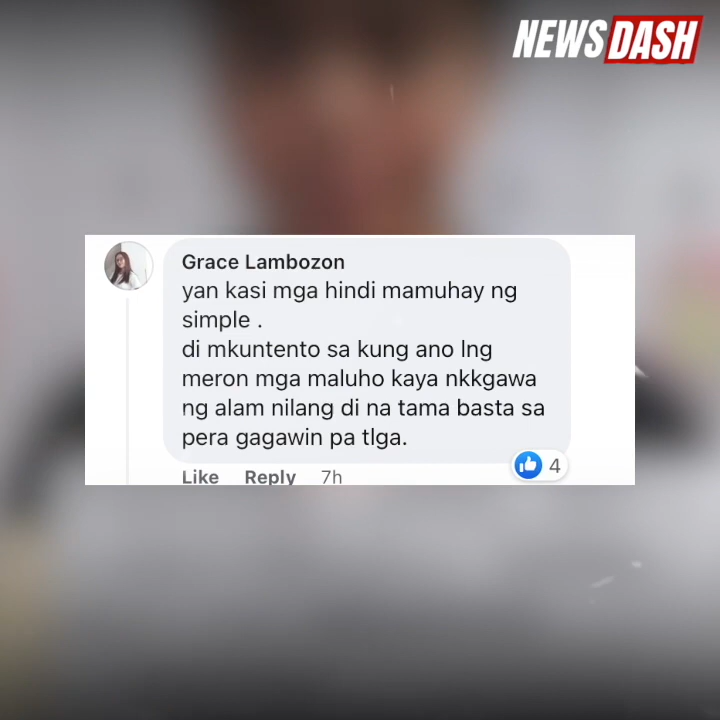 NEWS DASH
Grace Lambozon
yan kasi mga hindi mamuhay ng
simple .
di mkuntento sa kung ano lng
meron mga maluho kaya nkkgawa
ng alam nilang di na tama basta sa
pera gagawin pa tlga.
4
Like Reply 7h